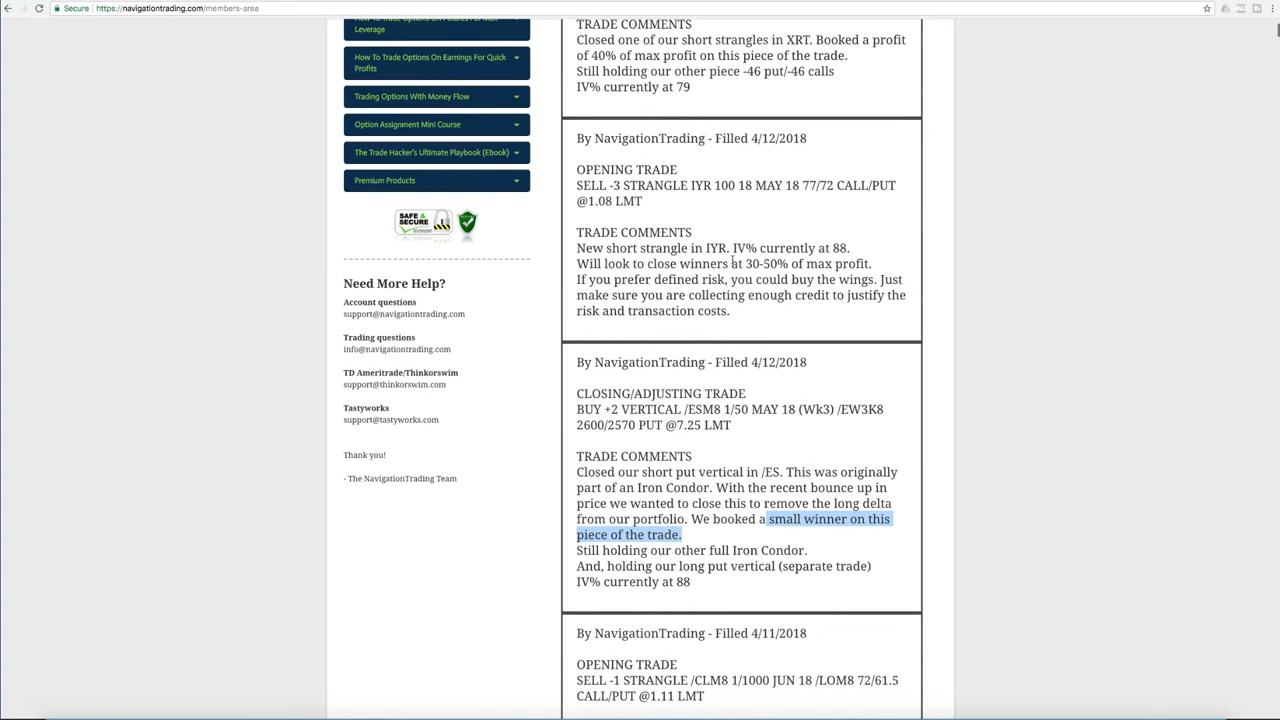 Secure
https://navigationtrading.com/members-area
How To Trade Options On Futures For Max
Leverage
How To Trade Options On Earnings For Quick
Profits
Trading Options With Money Flow
Option Assignment Mini Course
The Trade Hacker's Ultimate Playbook (Ebook)
Premium Products
SAFE &
SECURE
Need More Help?
Account questions
support@navigationtrading.com
Trading questions
info@navigationtrading.com
TD Ameritrade/Thinkorswim
support@thinkorswim.com
Tastyworks
support@tastyworks.com
Thank you!
- The NavigationTrading Team
TRADE COMMENTS
Closed one of our short strangles in XRT. Booked a profit
of 40% of max profit on this piece of the trade.
Still holding our other piece -46 put/-46 calls
IV% currently at 79
By NavigationTrading - Filled 4/12/2018
OPENING TRADE
SELL -3 STRANGLE IYR 100 18 MAY 18 77/72 CALL/PUT
@1.08 LMT
TRADE COMMENTS
New short strangle in IYR. IV% currently at 88.
Will look to close winners at 30-50% of max profit.
If you prefer defined risk, you could buy the wings. Just
make sure you are collecting enough credit to justify the
risk and transaction costs.
By NavigationTrading - Filled 4/12/2018
CLOSING/ADJUSTING TRADE
BUY +2 VERTICAL /ESM8 1/50 MAY 18 (Wk3) /EW3K8
2600/2570 PUT @7.25 LMT
TRADE COMMENTS
Closed our short put vertical in /ES. This was originally
part of an Iron Condor. With the recent bounce up in
price we wanted to close this to remove the long delta
from our portfolio. We booked a small winner on this
piece of the trade.
Still holding our other full Iron Condor.
And, holding our long put vertical (separate trade)
IV% currently at 88
By NavigationTrading - Filled 4/11/2018
OPENING TRADE
SELL -1 STRANGLE /CLM8 1/1000 JUN 18 /LOM8 72/61.5
CALL/PUT @1.11 LMT